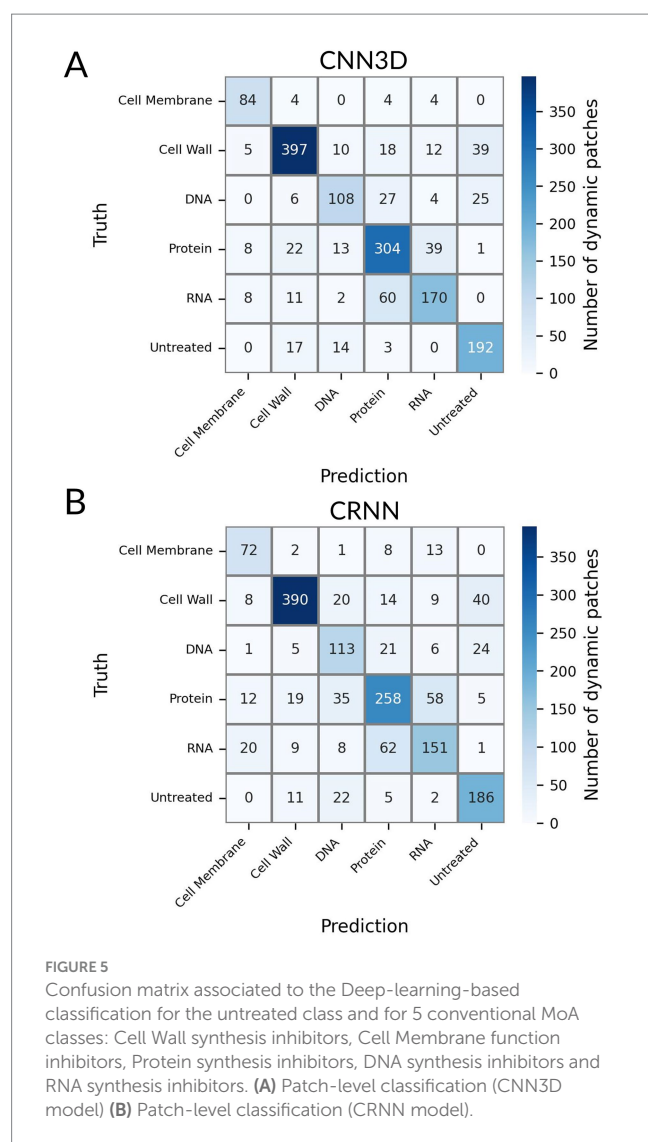 A
CNN3D
Cell Membrane 84 4 0 4 4 0
Cell Wall 5 397 10 18 12 39
DNA 0 6 108 27 4 25
Protein 8 22 13 304 39 1
RNA 8 11 2 60 170 0
Untreated 0 17 14 3 0 192
Truth
Cell Membrane Cell Wall DNA Protein RNA Untreated
Prediction
350
300
250
200
150
100
50
0
Number of dynamic patches
B
CRNN
Cell Membrane 72 2 1 8 13 0
Cell Wall 8 390 20 14 9 40
DNA 1 5 113 21 6 24
Protein 12 19 35 258 58 5
RNA 20 9 8 62 151 1
Untreated 0 11 22 5 2 186
Truth
Cell Membrane Cell Wall DNA Protein RNA Untreated
Prediction
350
300
250
200
150
100
50
0
Number of dynamic patches
FIGURE 5
Confusion matrix associated to the Deep-learning-based
classification for the untreated class and for 5 conventional MoA
classes: Cell Wall synthesis inhibitors, Cell Membrane function
inhibitors, Protein synthesis inhibitors, DNA synthesis inhibitors and
RNA synthesis inhibitors. (A) Patch-level classification (CNN3D
model) (B) Patch-level classification (CRNN model).